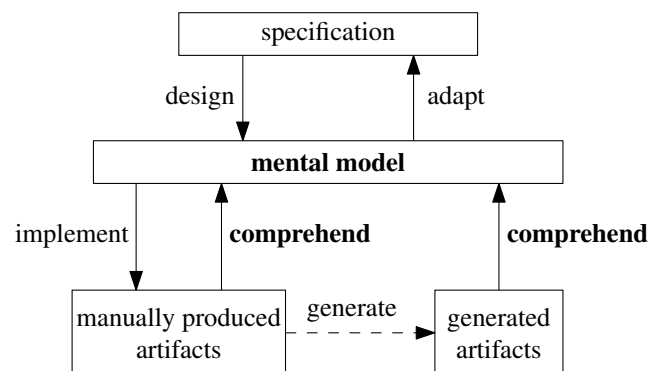 specification
design
adapt
mental model
implement
comprehend
comprehend
manually produced
artifacts
generate
generated
artifacts